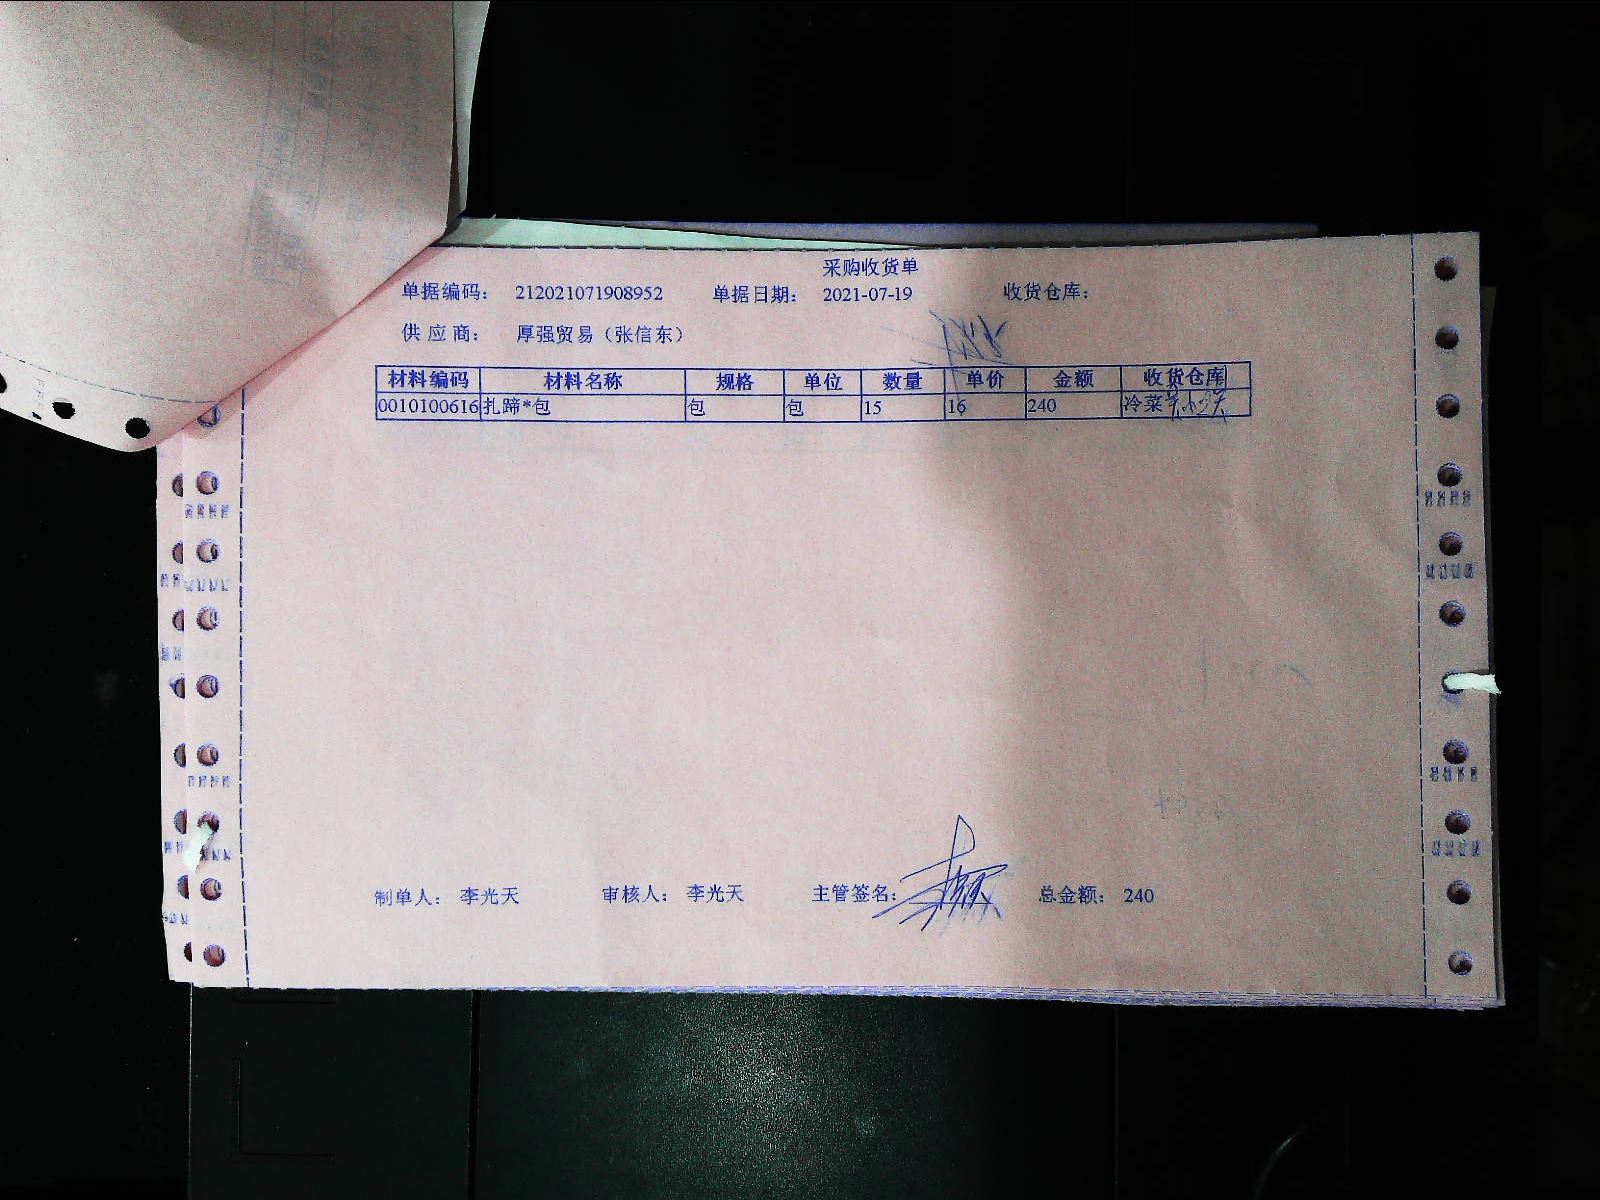 采购收货单
单据编码： 212021071908952 单据日期： 2021-07-19 收货仓库：
供 应 商： 厚强贸易（张信东）
材料编码 材料名称 规格 单位 数量 单价 金额 收货仓库
0010100616 扎蹄*包 包 包 15 16 240 冷菜
制单人： 李光天 审核人： 李光天 主管签名： 总金额： 240